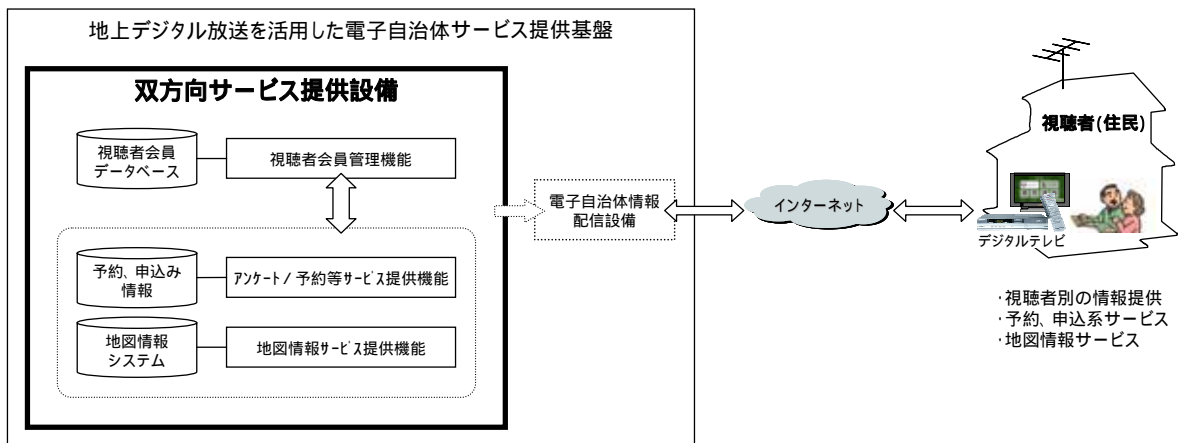 地上デジタル放送を活用した電子自治体サービス提供基盤
双方向サービス提供設備
視聴者会員
データベース
視聴者会員管理機能
予約、申込み
情報
アンケート / 予約等サービス提供機能
地図情報
システム
地図情報サービス提供機能
電子自治体情報
配信設備
インターネット
視聴者(住民)
デジタルテレビ
・視聴者別の情報提供
・予約、申込系サービス
・地図情報サービス